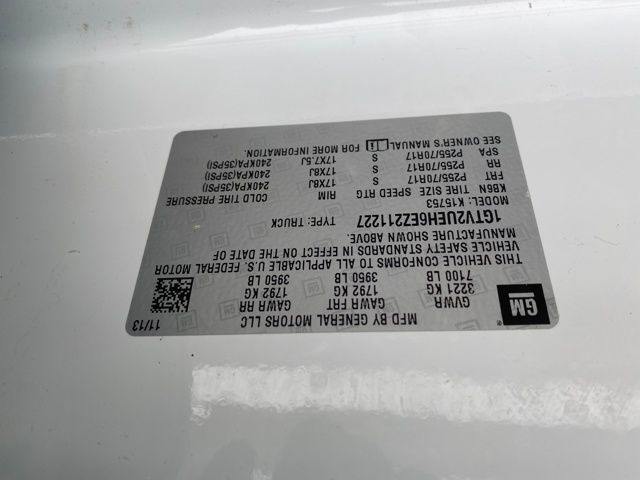 MFD BY GENERAL MOTORS LLC 11/13
GM
GVWR GAWR FRT GAWR RR
3221 KG 1792 KG 1792 KG
7100 LB 3950 LB 3950 LB
THIS VEHICLE CONFORMS TO ALL APPLICABLE U.S. FEDERAL MOTOR
VEHICLE SAFETY STANDARDS IN EFFECT ON THE DATE OF
MANUFACTURE SHOWN ABOVE.
1GTV2UEH6EZ211227 TYPE: TRUCK
MODEL: K15753
KBEN TIRE SIZE SPEED RTG RIM COLD TIRE PRESSURE
FRT P255/70R17 S 17X8J 240KPA(35PSI)
RR P255/70R17 S 17X8J 240KPA(35PSI)
SPA P255/70R17 S 17X7.5J 240KPA(35PSI)
SEE OWNER'S MANUAL FOR MORE INFORMATION.